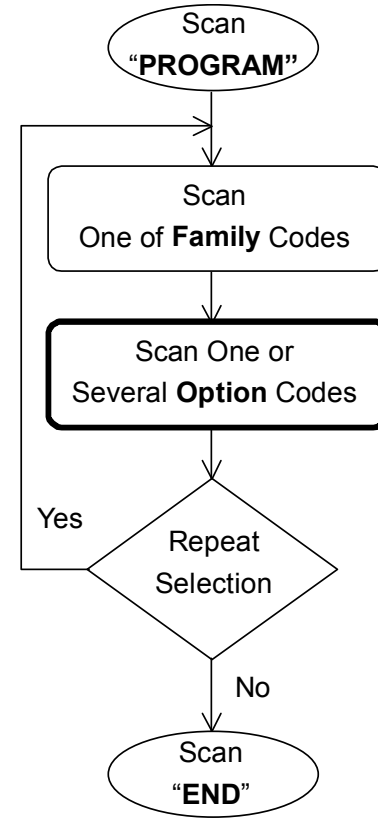 Scan
“PROGRAM”
Scan
One of Family Codes
Scan One or
Several Option Codes
Yes
Repeat
Selection
No
Scan
“END”